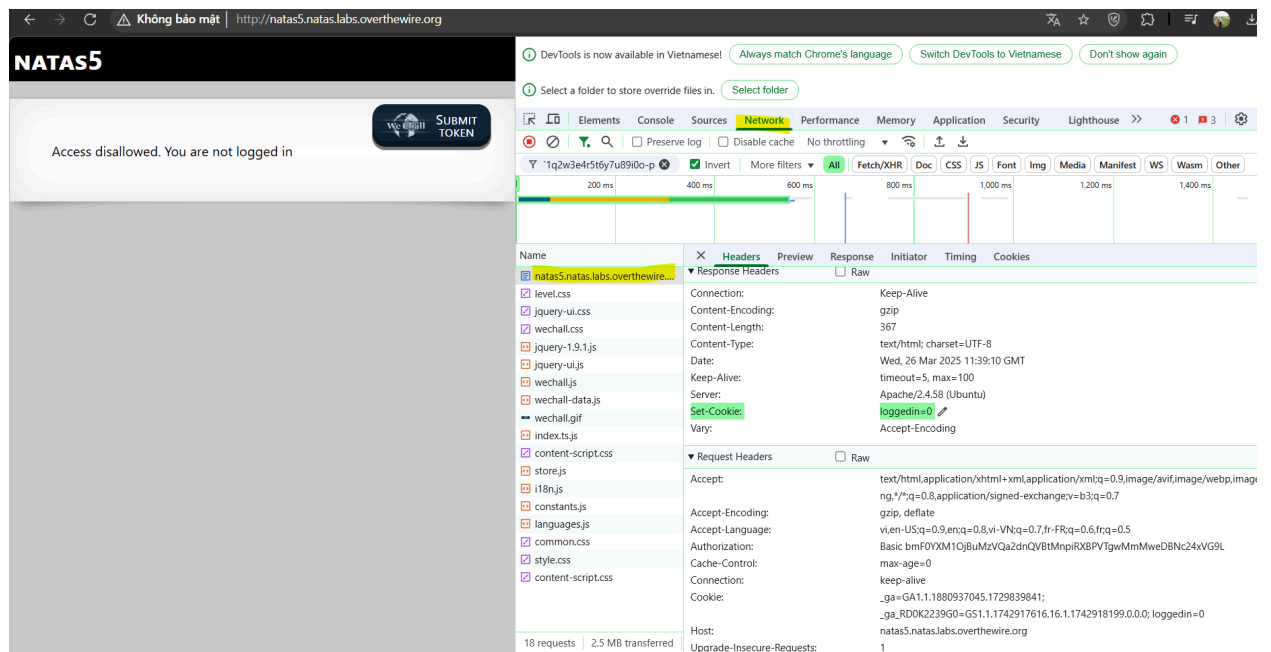 Không bảo mật
http://natas5.natas.labs.overthewire.org
NATAS5
We Chall
SUBMIT
TOKEN
Access disallowed. You are not logged in
DevTools is now available in Vietnamese!
Always match Chrome's language
Switch DevTools to Vietnamese
Don't show again
Select a folder to store override files in.
Select folder
Elements
Console
Sources
Network
Performance
Memory
Application
Security
Lighthouse
1
3
Preserve log
Disable cache
No throttling
`1q2w3e4r5t6y7u89i0o-p
Invert
More filters
All
Fetch/XHR
Doc
CSS
JS
Font
Img
Media
Manifest
WS
Wasm
Other
200 ms
400 ms
600 ms
800 ms
1,000 ms
1,200 ms
1,400 ms
Name
natas5.natas.labs.overthewire....
level.css
jquery-ui.css
wechall.css
jquery-1.9.1.js
jquery-ui.js
wechall.js
wechall-data.js
wechall.gif
index.ts.js
content-script.css
store.js
i18n.js
constants.js
languages.js
common.css
style.css
content-script.css
18 requests
2.5 MB transferred
Headers
Preview
Response
Initiator
Timing
Cookies
Response Headers
Raw
Connection: Keep-Alive
Content-Encoding: gzip
Content-Length: 367
Content-Type: text/html; charset=UTF-8
Date: Wed, 26 Mar 2025 11:39:10 GMT
Keep-Alive: timeout=5, max=100
Server: Apache/2.4.58 (Ubuntu)
Set-Cookie: loggedin=0
Vary: Accept-Encoding
Request Headers
Raw
Accept: text/html,application/xhtml+xml,application/xml;q=0.9,image/avif,image/webp,image
ng,*/*;q=0.8,application/signed-exchange;v=b3;q=0.7
Accept-Encoding: gzip, deflate
Accept-Language: vi,en-US;q=0.9,en;q=0.8,vi-VN;q=0.7,fr-FR;q=0.6,fr;q=0.5
Authorization: Basic bmF0YXM1OjBuMzVQa2dnQVBtMnpiRXBPVTgwMmMweDBNc24xVG9L
Cache-Control: max-age=0
Connection: keep-alive
Cookie: _ga=GA1.1.1880937045.1729839841;
_ga_RD0K2239G0=GS1.1.1742917616.16.1.1742918199.0.0.0; loggedin=0
Host: natas5.natas.labs.overthewire.org
Upgrade-Insecure-Requests: 1